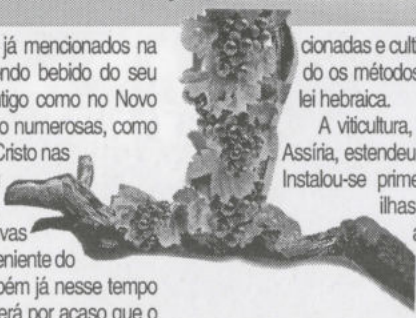 já mencionados na
endo bebido do seu
tigo como no Novo
o numerosas, como
Cristo nas
vas
eniente do
bém já nesse tempo
erá por acaso que o
cionadas e culti
do os métodos
lei hebraica.
A viticultura,
Assíria, estendeu
Instalou-se prime
ilhas